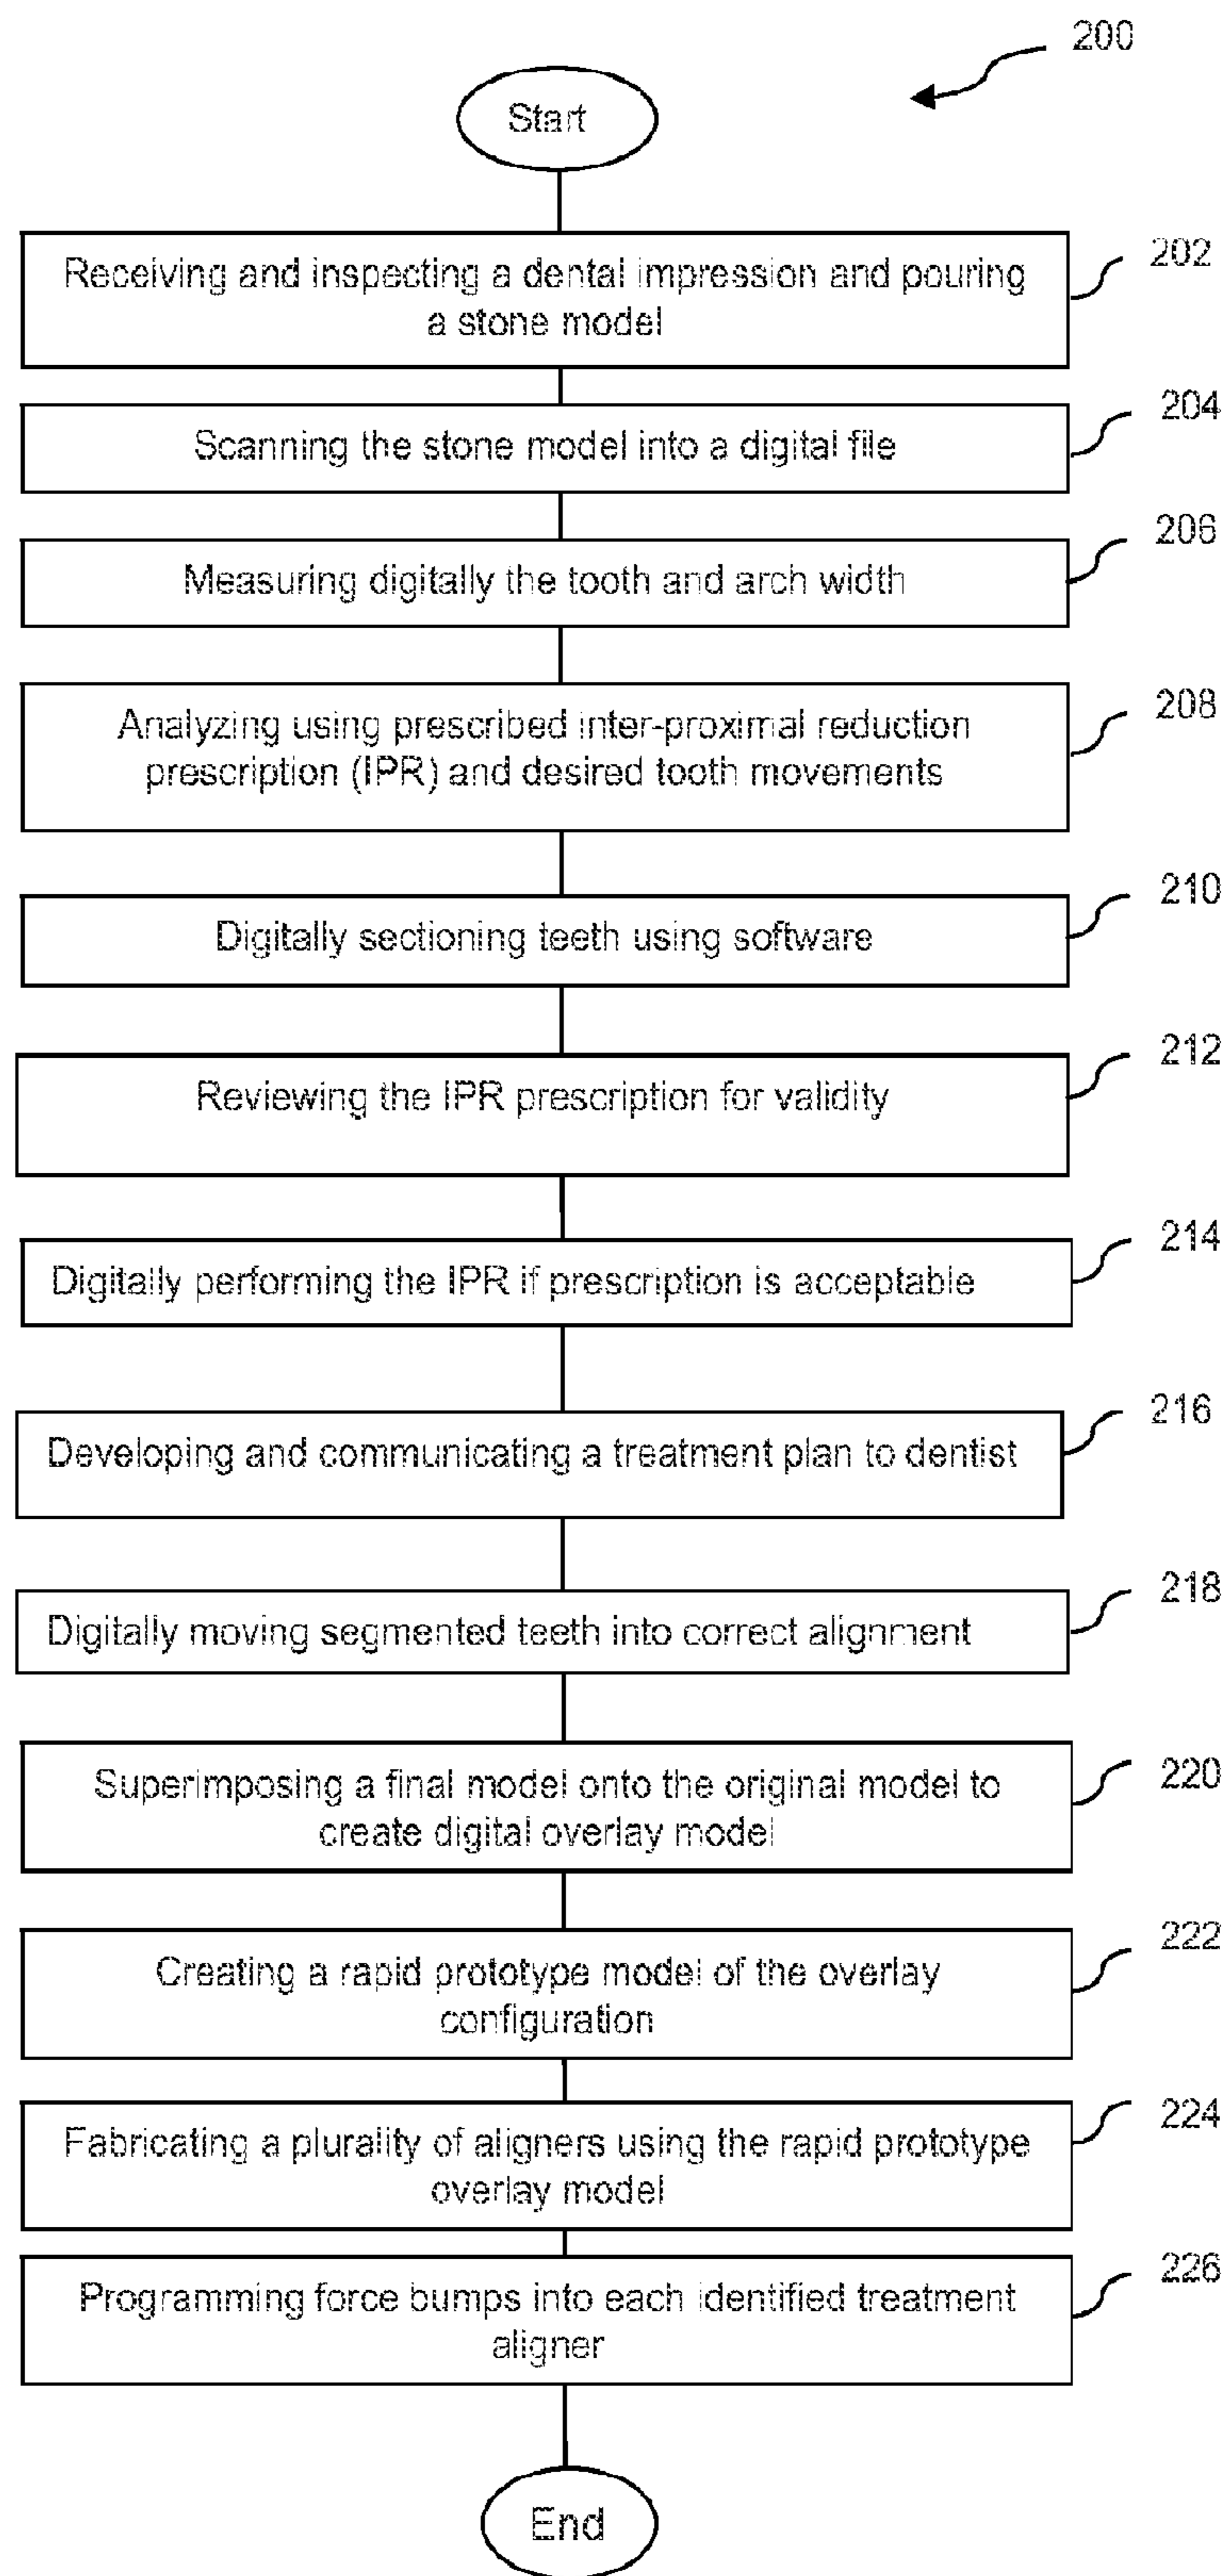 200
Start
Receiving and inspecting a dental impression and pouring
a stone model
202
Scanning the stone model into a digital file
204
Measuring digitally the tooth and arch width
206
Analyzing using prescribed inter-proximal reduction
prescription (IPR) and desired tooth movements
208
Digitally sectioning teeth using software
210
Reviewing the IPR prescription for validity
212
Digitally performing the IPR if prescription is acceptable
214
Developing and communicating a treatment plan to dentist
216
Digitally moving segmented teeth into correct alignment
218
Superimposing a final model onto the original model to
create digital overlay model
220
Creating a rapid prototype model of the overlay
configuration
222
Fabricating a plurality of aligners using the rapid prototype
overlay model
224
Programming force bumps into each identified treatment
aligner
226
End